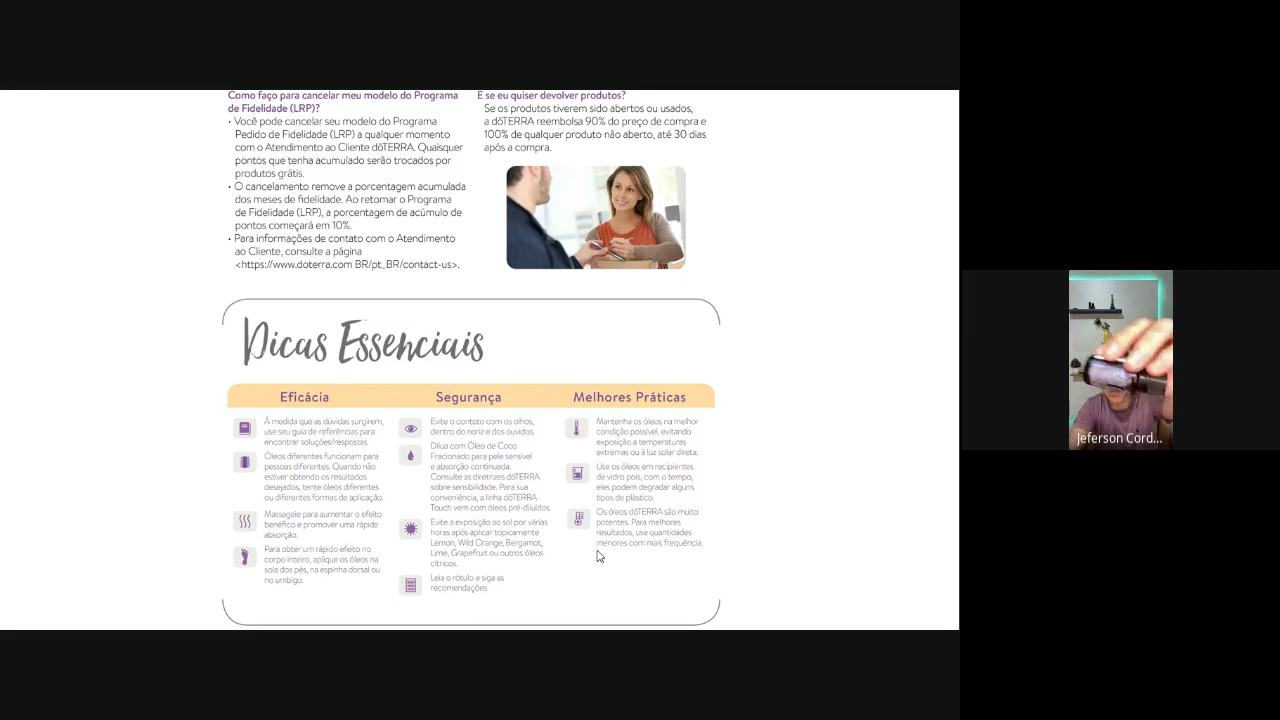 Como faço para cancelar meu modelo do Programa
de Fidelidade (LRP)?
• Você pode cancelar seu modelo do Programa
Pedido de Fidelidade (LRP) a qualquer momento
com o Atendimento ao Cliente dōTERRA. Quaisquer
pontos que tenha acumulado serão trocados por
produtos grátis.
• O cancelamento remove a porcentagem acumulada
dos meses de fidelidade. Ao retomar o Programa
de Fidelidade (LRP), a porcentagem de acúmulo de
pontos começará em 10%.
• Para informações de contato com o Atendimento
ao Cliente, consulte a página
<https://www.doterra.com BR/pt_BR/contact-us>.
E se eu quiser devolver produtos?
Se os produtos tiverem sido abertos ou usados,
a dōTERRA reembolsa 90% do preço de compra e
100% de qualquer produto não aberto, até 30 dias
após a compra.
Dicas Essenciais
Eficácia
À medida que as dúvidas surgirem,
use seu guia de referências para
encontrar soluções/respostas.
Óleos diferentes funcionam para
pessoas diferentes. Quando não
estiver obtendo os resultados
desejados, tente óleos diferentes
ou diferentes formas de aplicação.
Massageie para aumentar o efeito
benéfico e promover uma rápida
absorção.
Para obter um rápido efeito no
corpo inteiro, aplique os óleos na
sola dos pés, na espinha dorsal ou
no umbigo.
Segurança
Evite o contato com os olhos,
dentro do nariz e dos ouvidos.
Dilua com Óleo de Coco
Fracionado para pele sensível
e absorção continuada.
Consulte as diretrizes dōTERRA
sobre sensibilidade. Para sua
conveniência, a linha dōTERRA
Touch vem com óleos pré-diluídos.
Evite a exposição ao sol por várias
horas após aplicar topicamente
Lemon, Wild Orange, Bergamot,
Lime, Grapefruit ou outros óleos
cítricos.
Leia o rótulo e siga as
recomendações
Melhores Práticas
Mantenha os óleos na melhor
condição possível, evitando
exposição a temperaturas
extremas ou à luz solar direta.
Use os óleos em recipientes
de vidro pois, com o tempo,
eles podem degradar alguns
tipos de plástico.
Os óleos dōTERRA são muito
potentes. Para melhores
resultados, use quantidades
menores com mais frequência.
Jeferson Cord...